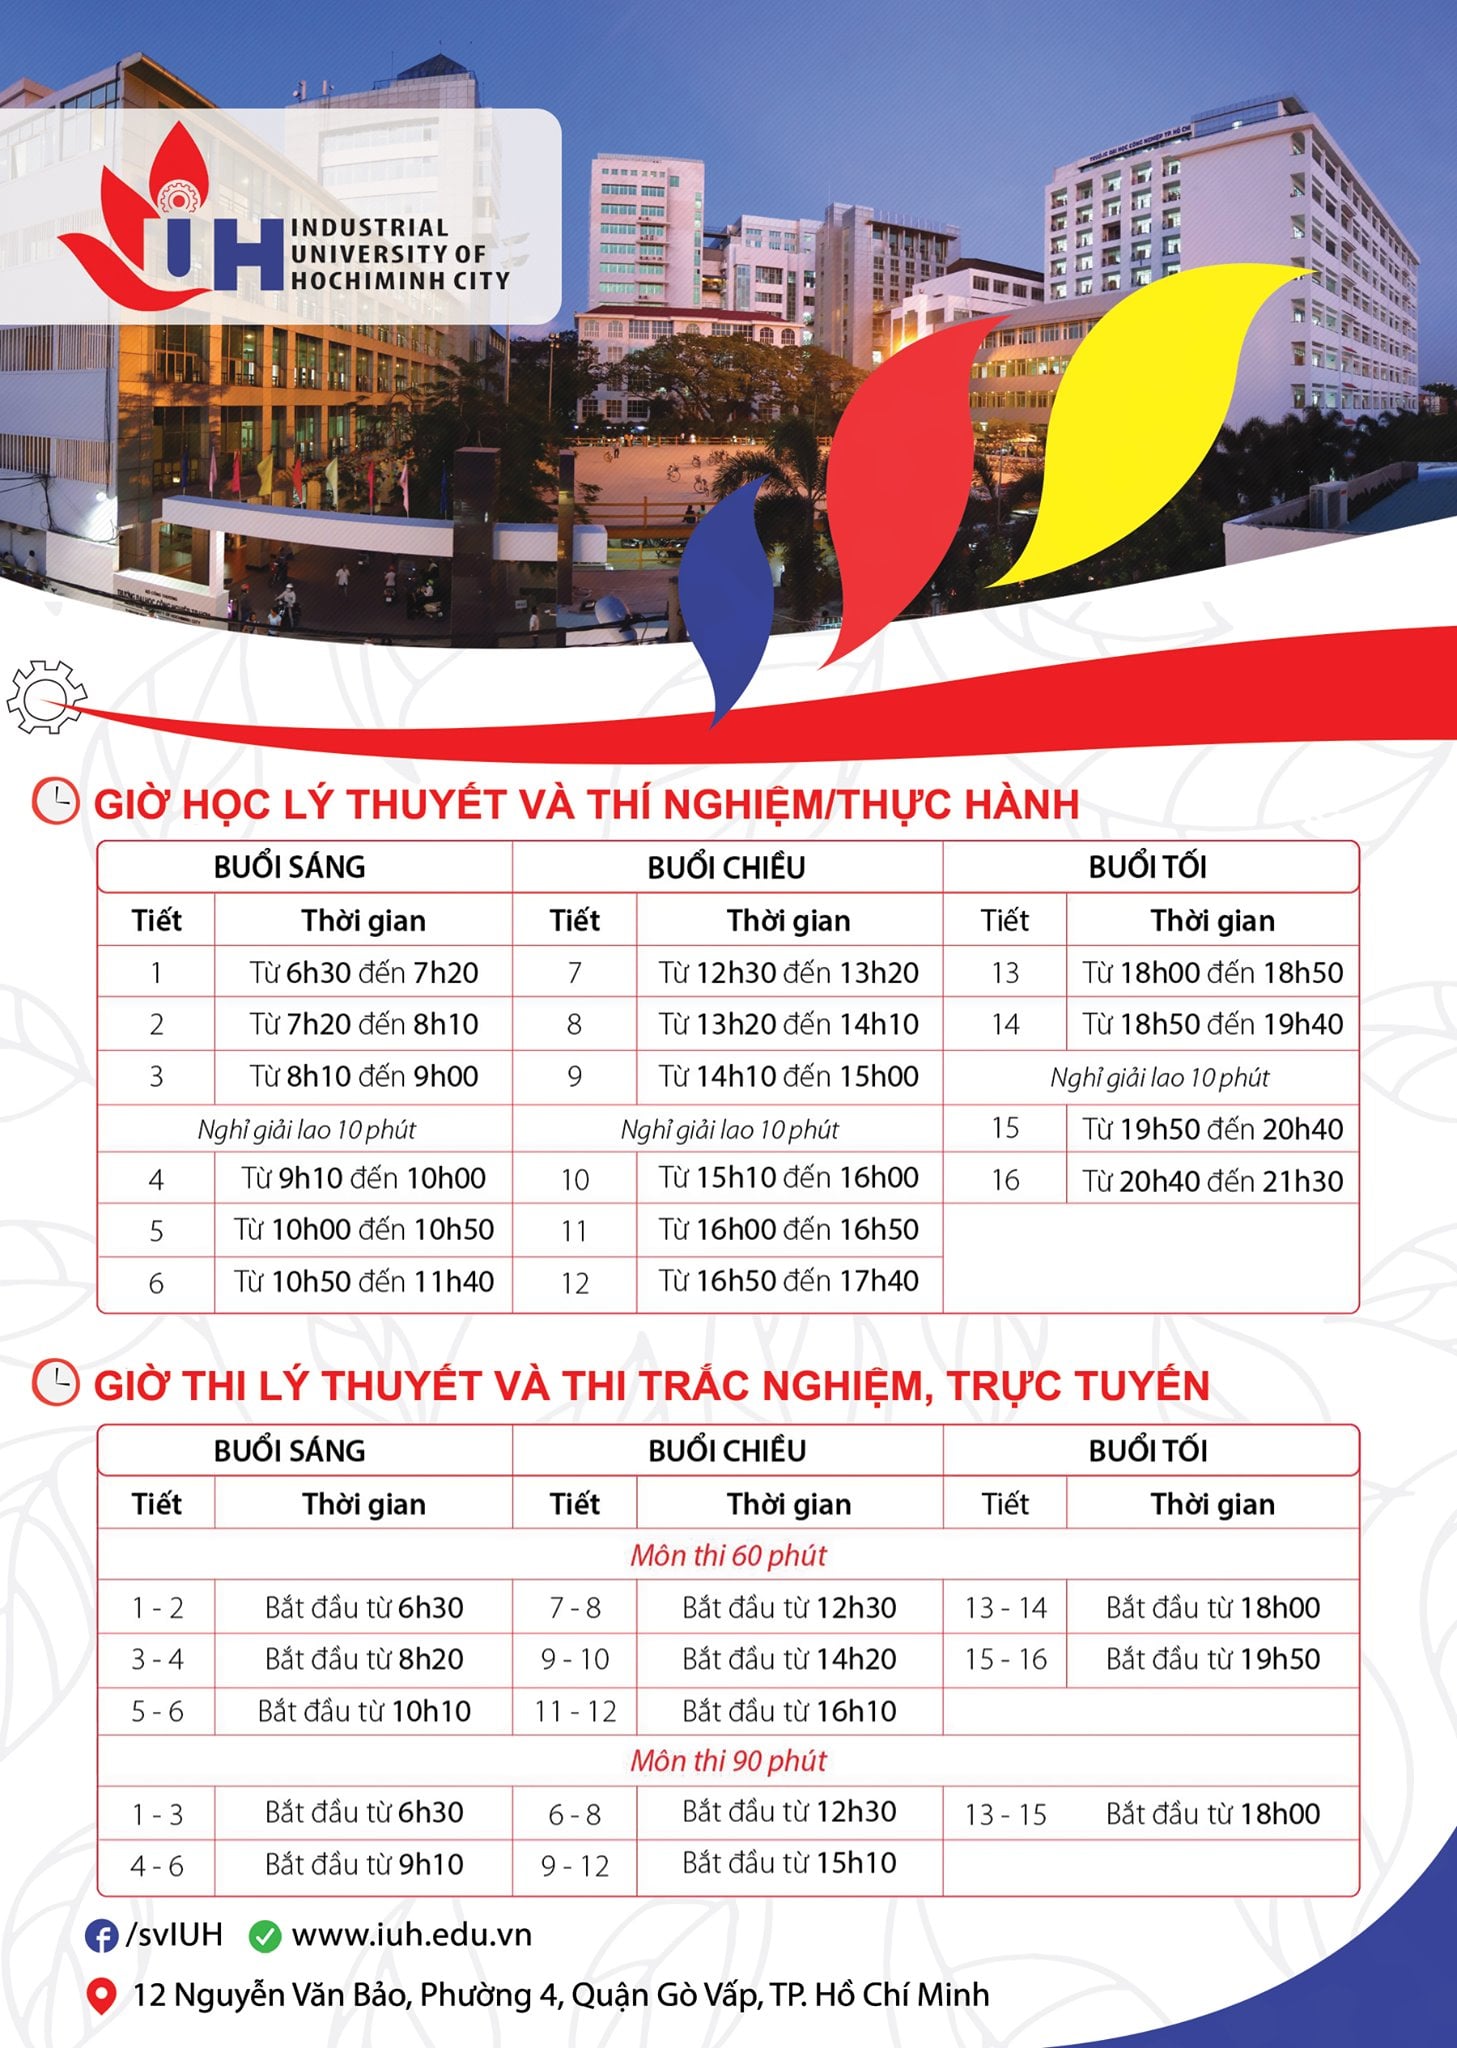 TRƯỜNG ĐẠI HỌC CÔNG NGHIỆP TP. HỒ CHÍ
IUH
INDUSTRIAL
UNIVERSITY OF
HOCHIMINH CITY
GIỜ HỌC LÝ THUYẾT VÀ THÍ NGHIỆM/THỰC HÀNH
BUỔI SÁNG BUỔI CHIỀU BUỔI TỐI
Tiết Thời gian Tiết Thời gian Tiết Thời gian
1 Từ 6h30 đến 7h20 7 Từ 12h30 đến 13h20 13 Từ 18h00 đến 18h50
2 Từ 7h20 đến 8h10 8 Từ 13h20 đến 14h10 14 Từ 18h50 đến 19h40
3 Từ 8h10 đến 9h00 9 Từ 14h10 đến 15h00 Nghỉ giải lao 10 phút
Nghỉ giải lao 10 phút Nghỉ giải lao 10 phút 15 Từ 19h50 đến 20h40
4 Từ 9h10 đến 10h00 10 Từ 15h10 đến 16h00 16 Từ 20h40 đến 21h30
5 Từ 10h00 đến 10h50 11 Từ 16h00 đến 16h50
6 Từ 10h50 đến 11h40 12 Từ 16h50 đến 17h40
GIỜ THI LÝ THUYẾT VÀ THI TRẮC NGHIỆM, TRỰC TUYẾN
BUỔI SÁNG BUỔI CHIỀU BUỔI TỐI
Tiết Thời gian Tiết Thời gian Tiết Thời gian
Môn thi 60 phút
1 - 2 Bắt đầu từ 6h30 7 - 8 Bắt đầu từ 12h30 13 - 14 Bắt đầu từ 18h00
3 - 4 Bắt đầu từ 8h20 9 - 10 Bắt đầu từ 14h20 15 - 16 Bắt đầu từ 19h50
5 - 6 Bắt đầu từ 10h10 11 - 12 Bắt đầu từ 16h10
Môn thi 90 phút
1 - 3 Bắt đầu từ 6h30 6 - 8 Bắt đầu từ 12h30 13 - 15 Bắt đầu từ 18h00
4 - 6 Bắt đầu từ 9h10 9 - 12 Bắt đầu từ 15h10
/svIUH www.iuh.edu.vn
12 Nguyễn Văn Bảo, Phường 4, Quận Gò Vấp, TP. Hồ Chí Minh